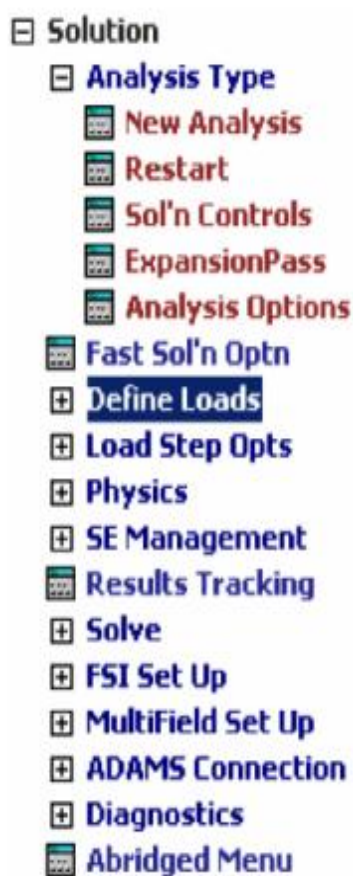 Solution
Analysis Type
New Analysis
Restart
Sol'n Controls
ExpansionPass
Analysis Options
Fast Sol'n Optn
Define Loads
Load Step Opts
Physics
SE Management
Results Tracking
Solve
FSI Set Up
MultiField Set Up
ADAMS Connection
Diagnostics
Abridged Menu